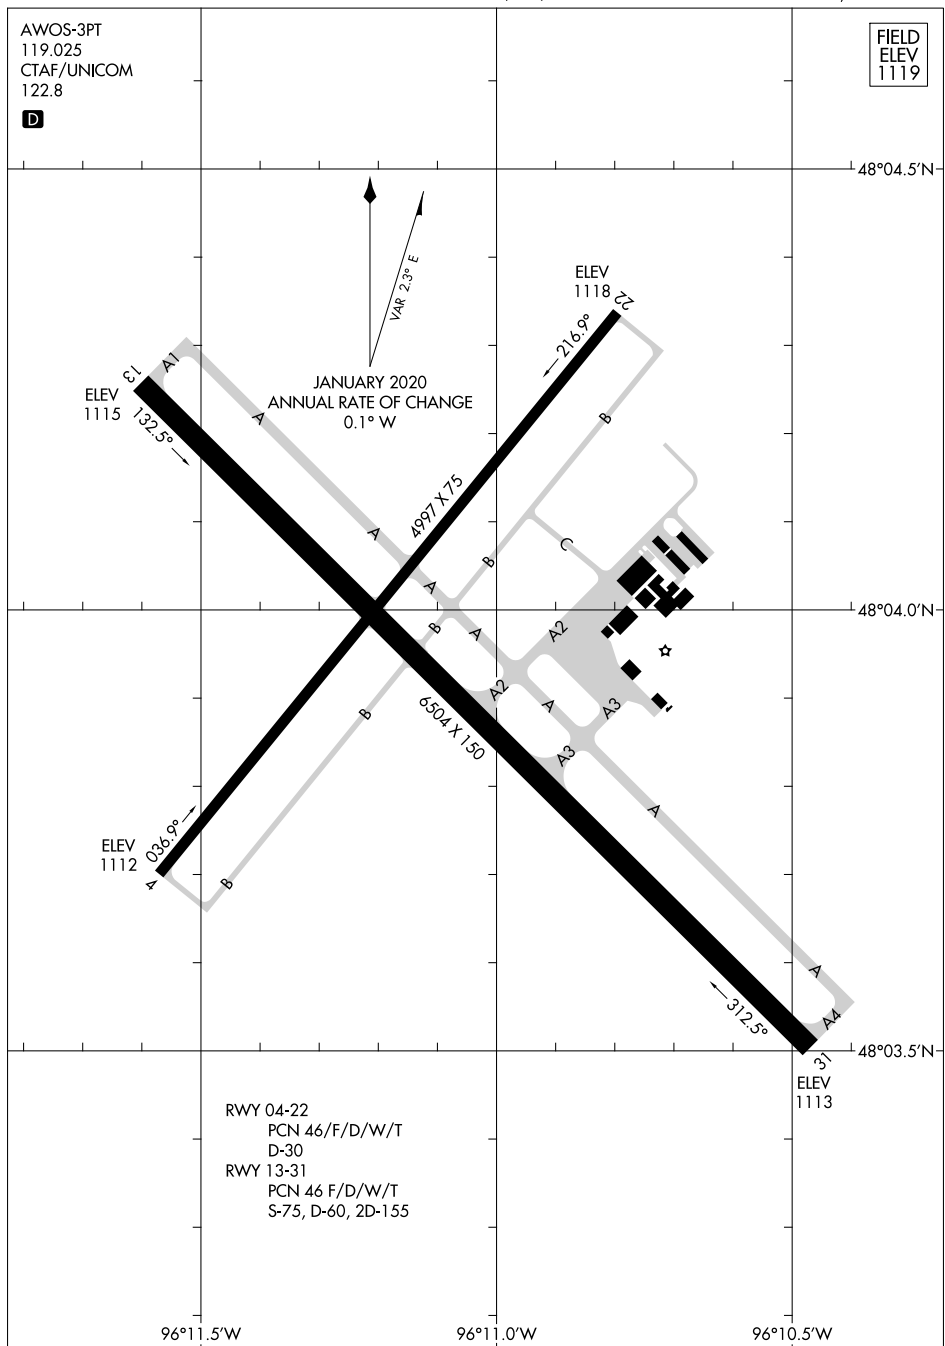 AWOS-3PT
119.025
CTAF/UNICOM
122.8
D
FIELD
ELEV
1119
48°04.5'N
VAR 2.3° E
JANUARY 2020
ANNUAL RATE OF CHANGE
0.1° W
ELEV
1118
22
216.9°
A1
13
ELEV
1115
132.5°
A
B
4997 X 75
A
C
B
A
48°04.0'N
B
A
A2
A2
B
A
A3
6504 X 150
A3
A
036.9°
ELEV
1112
4
B
A
312.5°
A4
31
48°03.5'N
ELEV
1113
RWY 04-22
PCN 46/F/D/W/T
D-30
RWY 13-31
PCN 46 F/D/W/T
S-75, D-60, 2D-155
96°11.5'W
96°11.0'W
96°10.5'W